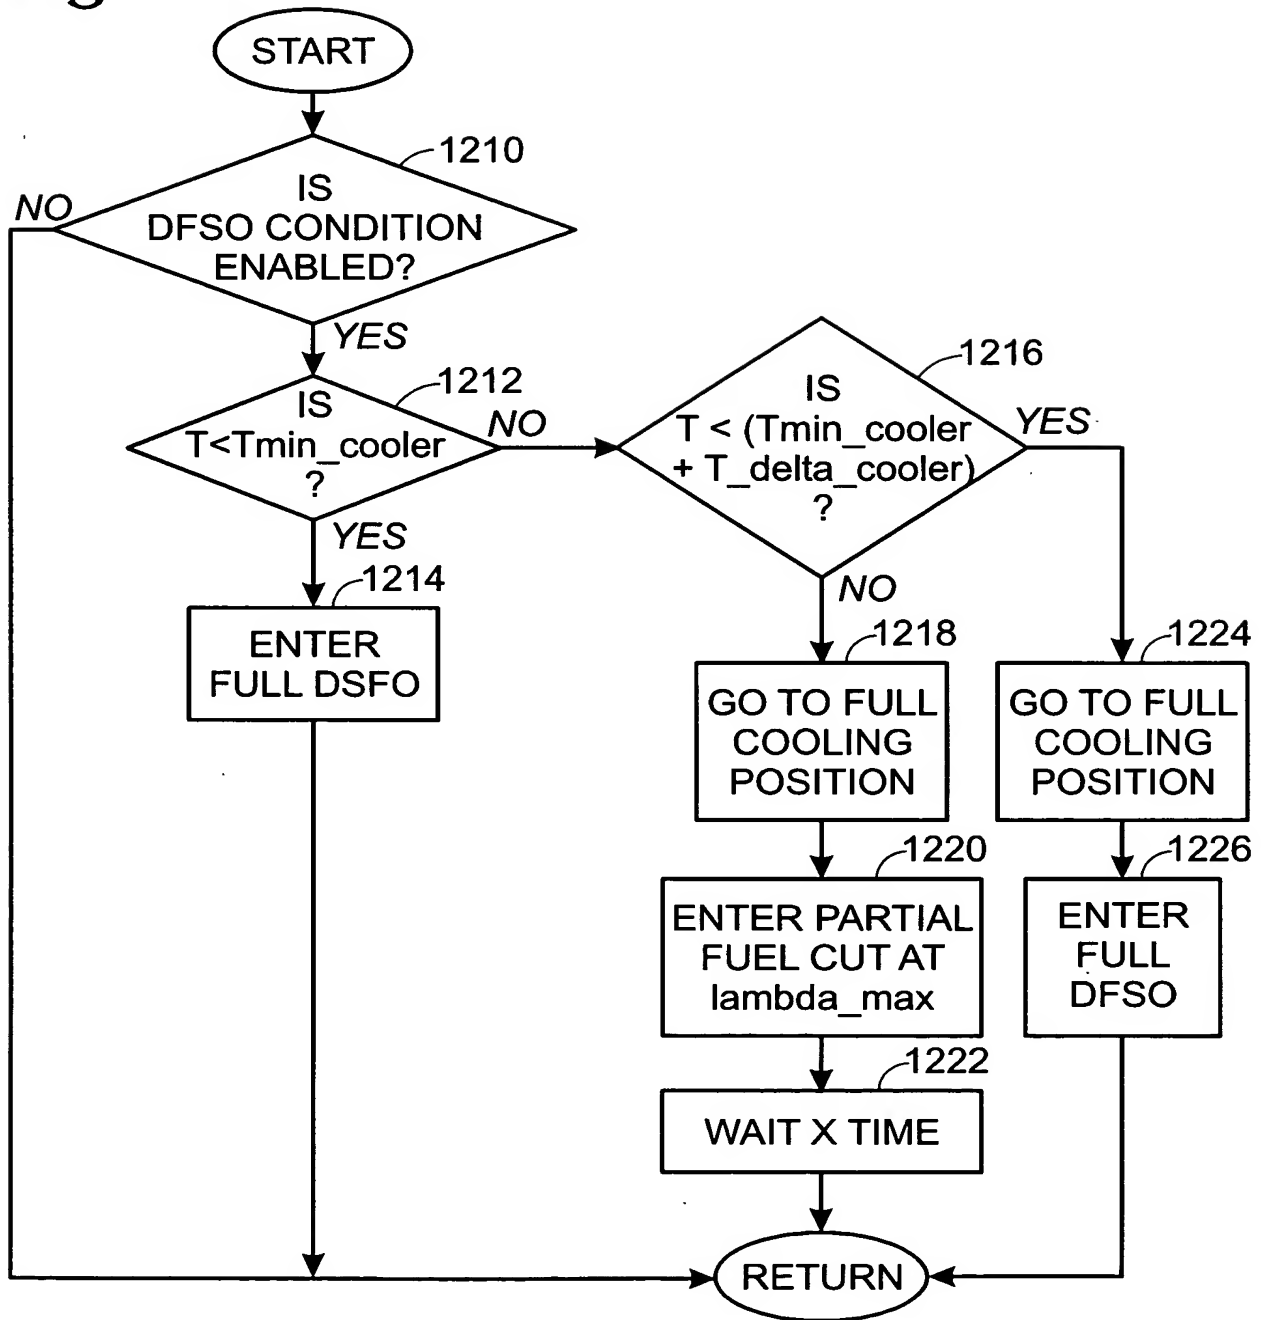 START
1210
IS
DFSO CONDITION
ENABLED?
NO
YES
1212
IS
T<Tmin_cooler
?
NO
YES
1216
IS
T < (Tmin_cooler
+ T_delta_cooler)
?
YES
NO
1214
ENTER
FULL DSFO
1218
GO TO FULL
COOLING
POSITION
1224
GO TO FULL
COOLING
POSITION
1220
ENTER PARTIAL
FUEL CUT AT
lambda_max
1226
ENTER
FULL
DFSO
1222
WAIT X TIME
RETURN